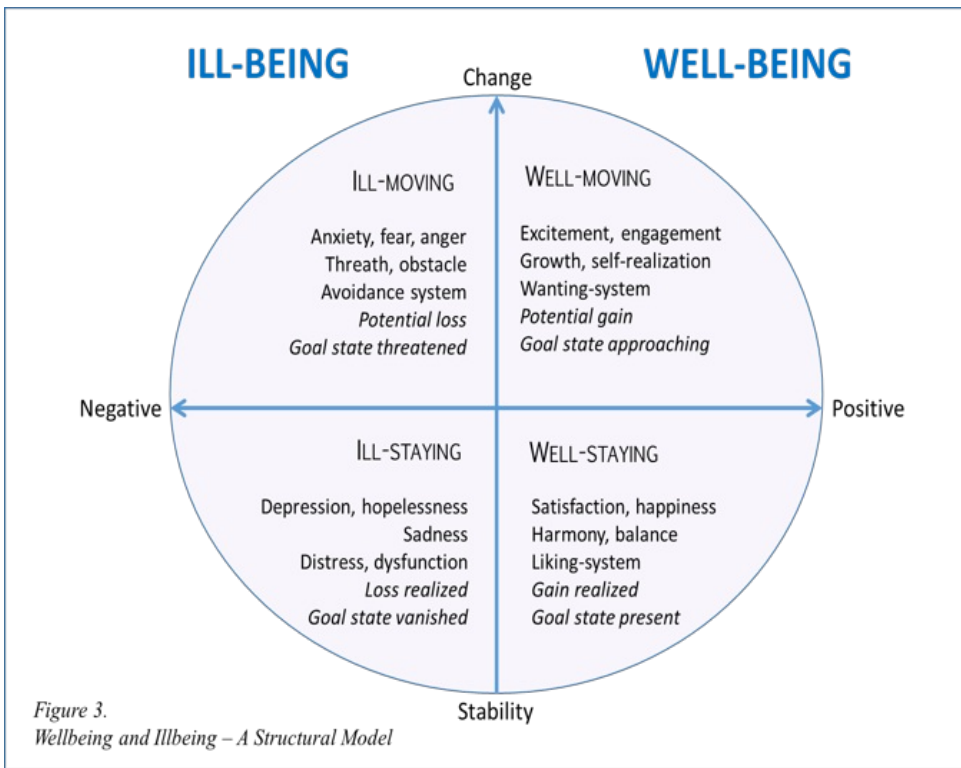 ILL-BEING
WELL-BEING
Change
ILL-MOVING
Anxiety, fear, anger
Threath, obstacle
Avoidance system
Potential loss
Goal state threatened
WELL-MOVING
Excitement, engagement
Growth, self-realization
Wanting-system
Potential gain
Goal state approaching
Negative
Positive
ILL-STAYING
Depression, hopelessness
Sadness
Distress, dysfunction
Loss realized
Goal state vanished
WELL-STAYING
Satisfaction, happiness
Harmony, balance
Liking-system
Gain realized
Goal state present
Stability
Figure 3.
Wellbeing and Illbeing – A Structural Model